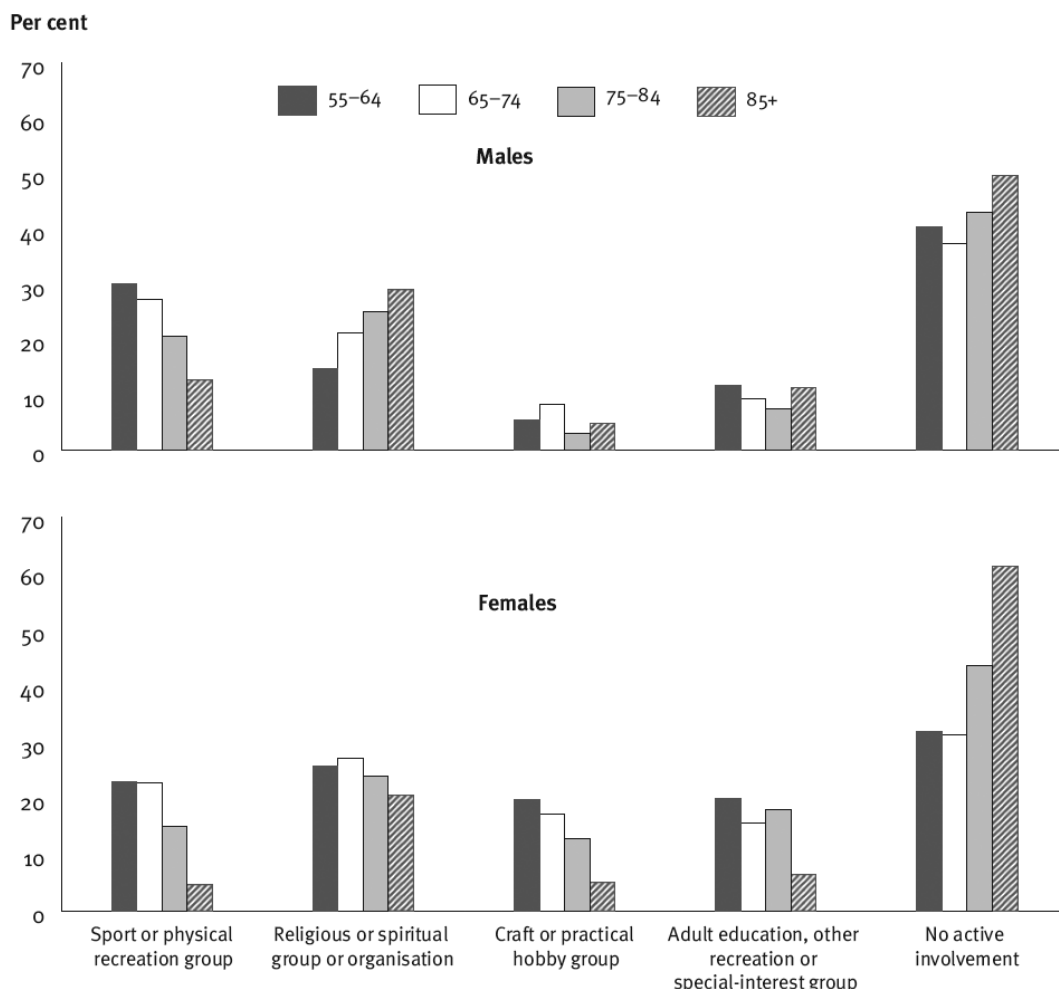 Per cent
70
55–64
65–74
75–84
85+
60
Males
50
40
30
20
10
0
70
60
Females
50
40
30
20
10
0
Sport or physical
recreation group
Religious or spiritual
group or organisation
Craft or practical
hobby group
Adult education, other
recreation or
special-interest group
No active
involvement